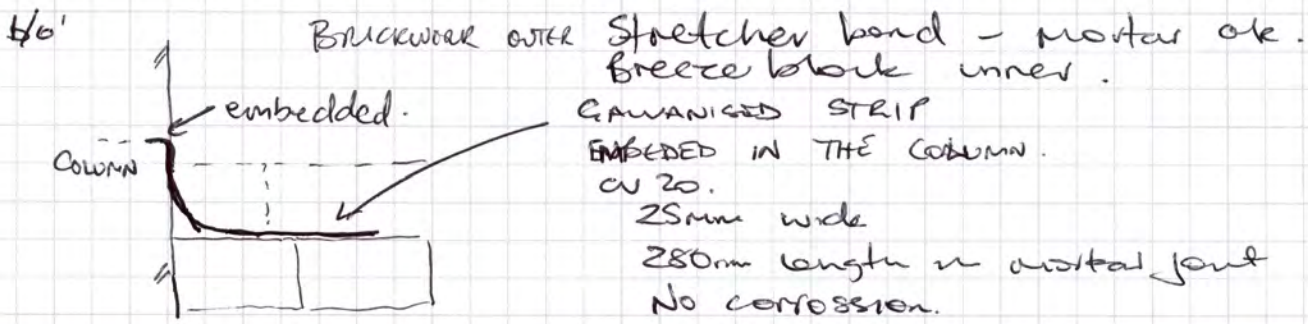 b/o'
BRICKWORK OUTER Stretcher bond - mortar ok.
Breeze block inner.
embedded.
GALVANISED STRIP
COLUMN
EMBEDED IN THE COLUMN.
20.
25mm wide
280mm length in mortar joint
No corrossion.